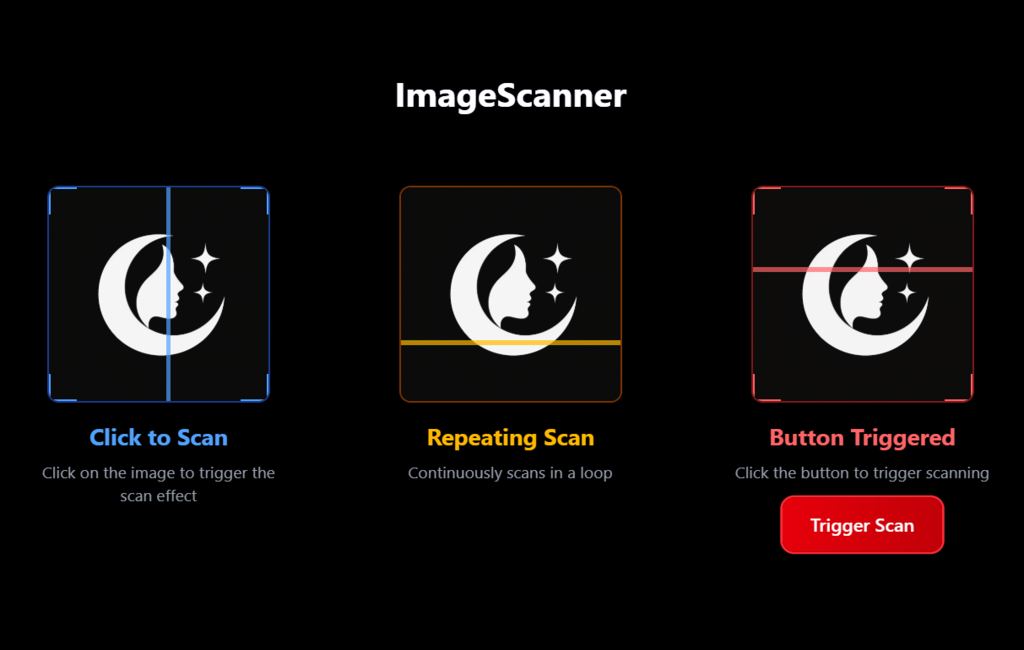 ImageScanner
Click to Scan
Click on the image to trigger the
scan effect
Repeating Scan
Continuously scans in a loop
Button Triggered
Click the button to trigger scanning
Trigger Scan